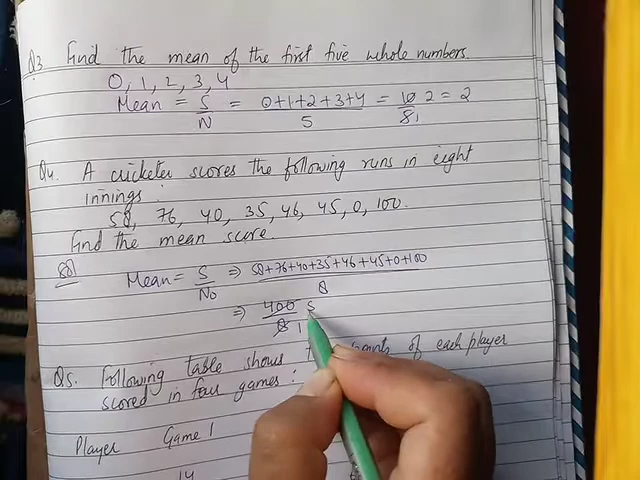 Q3 Find the mean of the first five whole numbers.
0, 1, 2, 3, 4
Mean = S/N = 0+1+2+3+4/5 = 10/5 2 = 2
1
Q4. A cricketer scores the following runs in eight
innings :
58, 76, 40, 35, 46, 45, 0, 100.
Find the mean score.
Mean = S/No ⇒ 58+76+40+35+46+45+0+100/8
⇒ 400/8 5
1
Q5. Following table shows the points of each player
scored in four games :
Player Game 1
14